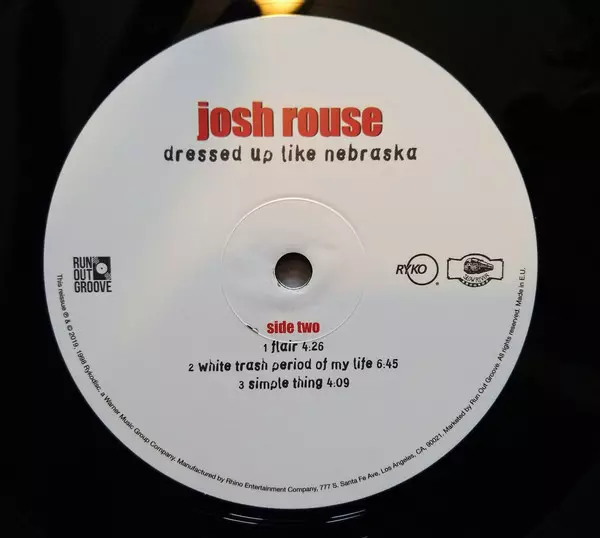 josh rouse
dressed up like nebraska
RUN
OUT
GROOVE
RYKO
side two
1 flair 4:26
2 white trash period of my life 6:45
3 simple thing 4:09
This reissue ℗ & © 2019, 1998 Rykodisc, a Warner Music Group Company. Manufactured by Rhino Entertainment Company, 777 S. Santa Fe Ave, Los Angeles, CA, 90021. Marketed by Run Out Groove. All rights reserved. Made in E.U.